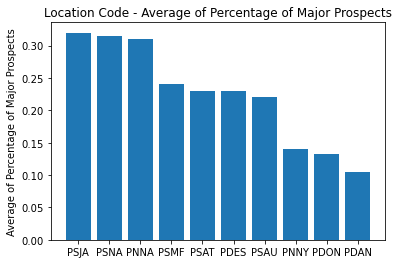 Location Code - Average of Percentage of Major Prospects
Average of Percentage of Major Prospects
0.30
0.25
0.20
0.15
0.10
0.05
0.00
PSJA PSNA PNNA PSMF PSAT PDES PSAU PNNY PDON PDAN